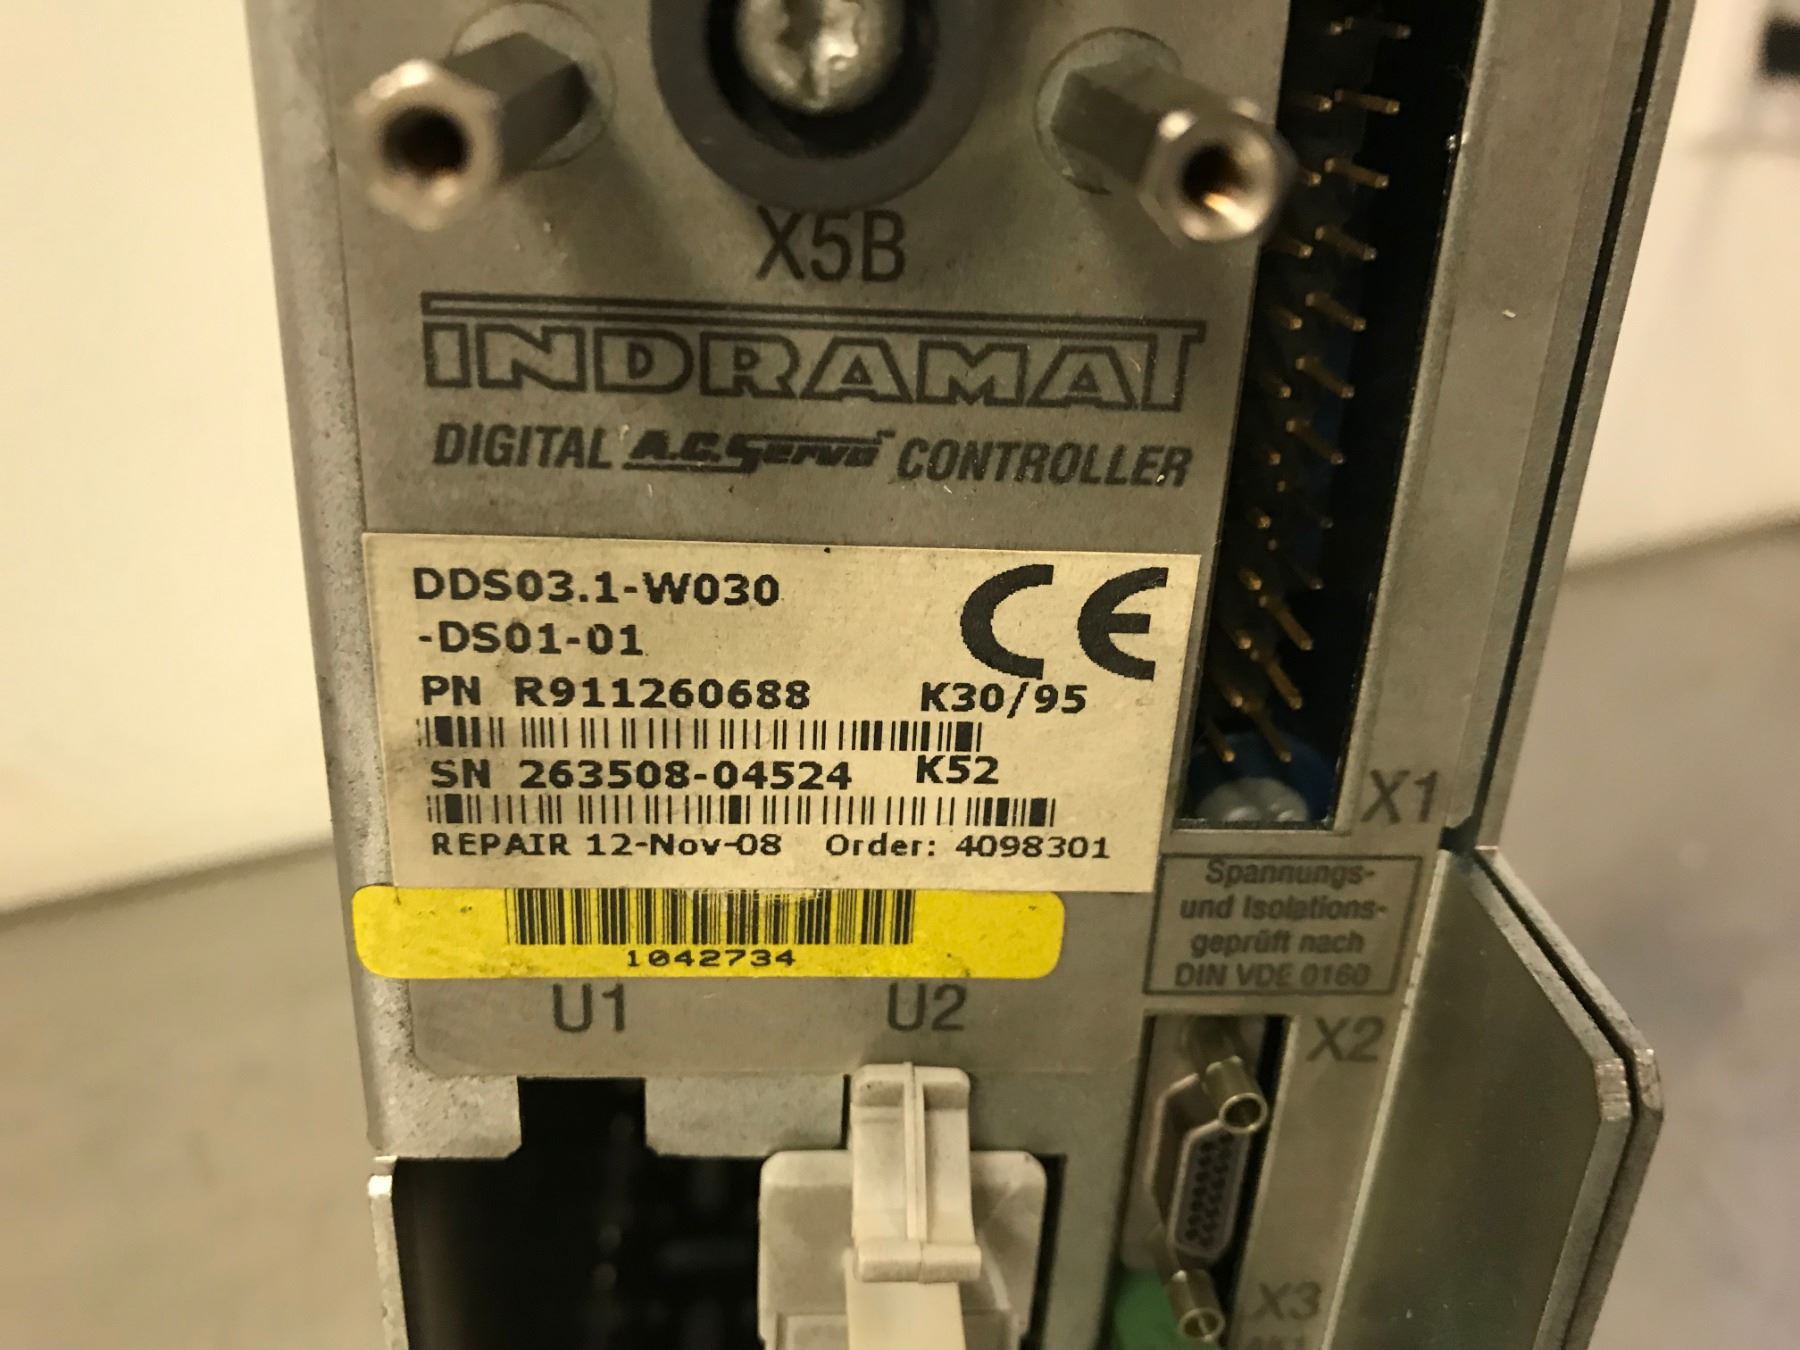 X5B
INDRAMAT
DIGITAL A.C. Servo CONTROLLER
DDS03.1-W030
-DS01-01
CE
PN R911260688 K30/95
SN 263508-04524 K52
REPAIR 12-Nov-08 Order: 4098301
1042734
U1 U2
X1
Spannungs-
und Isolations-
geprüft nach
DIN VDE 0160
X2
X3